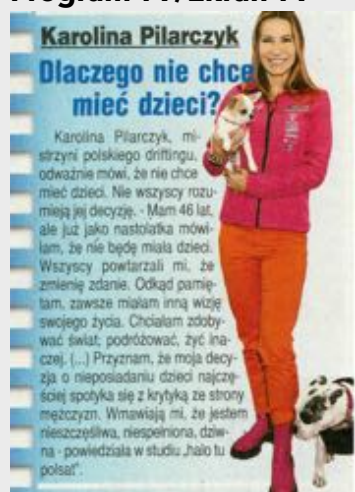 Karolina Pilarczyk
Dlaczego nie chce
mieć dzieci?
Karolina Pilarczyk, mi-
strzyni polskiego driftingu,
odważnie mówi, że nie chce
mieć dzieci. Nie wszyscy rozu-
mieją jej decyzję. - Mam 46 lat,
ale już jako nastolatka mówi-
łam, że nie będę miała dzieci.
Wszyscy powtarzali mi, że
zmienię zdanie. Odkąd pamię-
tam, zawsze miałam inną wizję
swojego życia. Chciałam zdoby-
wać świat, podróżować, żyć ina-
czej. (...) Przyznam, że moja decy-
zja o nieposiadaniu dzieci najczę-
ściej spotyka się z krytyką ze strony
mężczyzn. Wmawiają mi, że jestem
nieszczęśliwa, niespełniona, dziw-
na - powiedziała w studiu „halo tu
polsat".